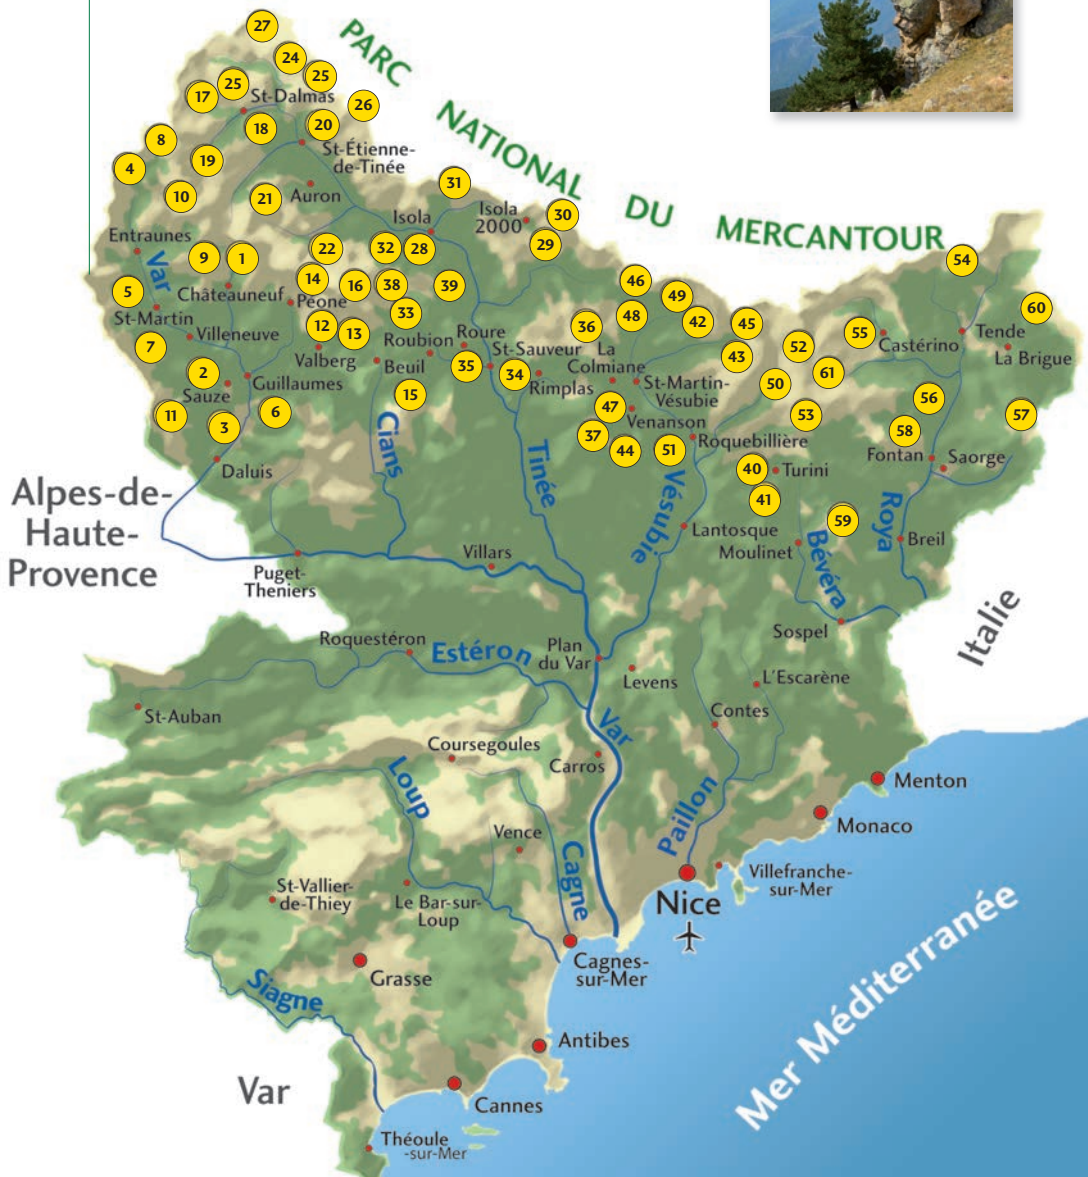 27
24
25
25
17
St-Dalmas
26
18
20
8
St-Étienne-
de-Tinée
4
19
10
21
Auron
PARC
NATIONAL
DU
MERCANTOUR
31
Isola
Isola
2000
30
29
Entraunes
Var
9
1
22
32
28
54
5
Châteauneuf
14
16
38
39
46
49
60
St-Martin
Péone
33
48
42
45
7
Villeneuve
12
13
Roubion
Roure
36
52
55
Tende
Castérino
La Brigue
Valberg
Beuil
35
St-Sauveur
34
La
Colmiane
43
61
2
Guillaumes
Sauze
Rimplas
St-Martin-
Vésubie
50
15
56
11
3
6
47
Venanson
53
57
Cians
Tinée
37
44
51
Roquebillière
58
Fontan
Saorge
Daluis
40
Turini
41
Vésubie
Alpes-de-
Haute-
Provence
59
Roya
Lantosque
Moulinet
Bévéra
Breil
Villars
Puget-
Theniers
Italie
Sospel
Roquestéron
Estéron
Plan
du Var
Levens
L'Escarène
St-Auban
Contes
Var
Coursegoules
Carros
Loup
Menton
Paillon
Monaco
Vence
Cagne
Villefranche-
sur-Mer
St-Vallier-
de-Thiey
Le Bar-sur-
Loup
Nice
Cagnes-
sur-Mer
Grasse
Siagne
Mer Méditerranée
Antibes
Var
Cannes
Théoule
-sur-Mer